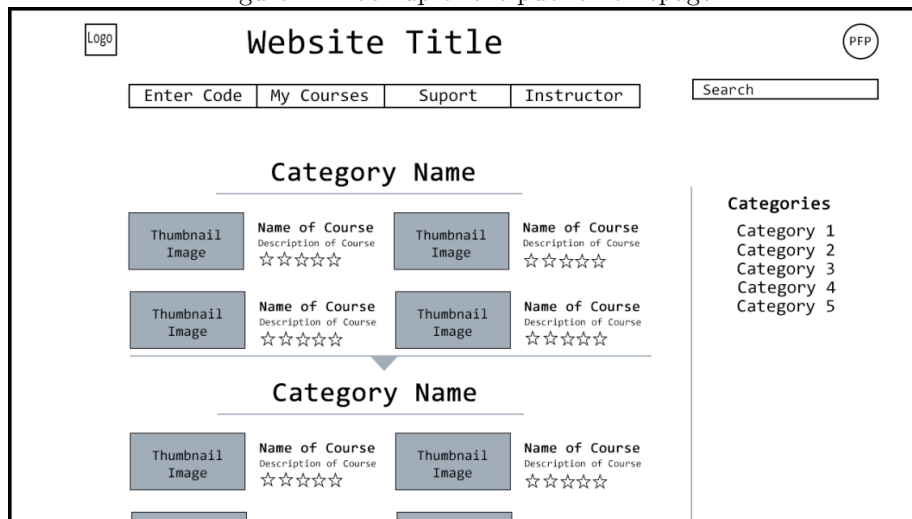 Logo
Website Title
PFP
Enter Code My Courses Suport Instructor
Search
Category Name
Thumbnail Image
Name of Course
Description of Course
Thumbnail Image
Name of Course
Description of Course
Thumbnail Image
Name of Course
Description of Course
Thumbnail Image
Name of Course
Description of Course
Category Name
Thumbnail Image
Name of Course
Description of Course
Thumbnail Image
Name of Course
Description of Course
Categories
Category 1
Category 2
Category 3
Category 4
Category 5